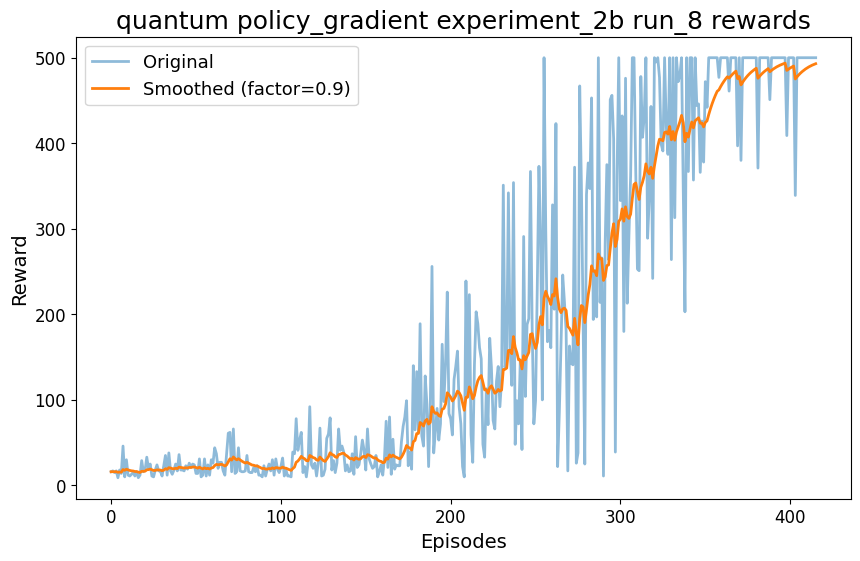 quantum policy_gradient experiment_2b run_8 rewards
Original
Smoothed (factor=0.9)
Reward
500
400
300
200
100
0
0 100 200 300 400
Episodes